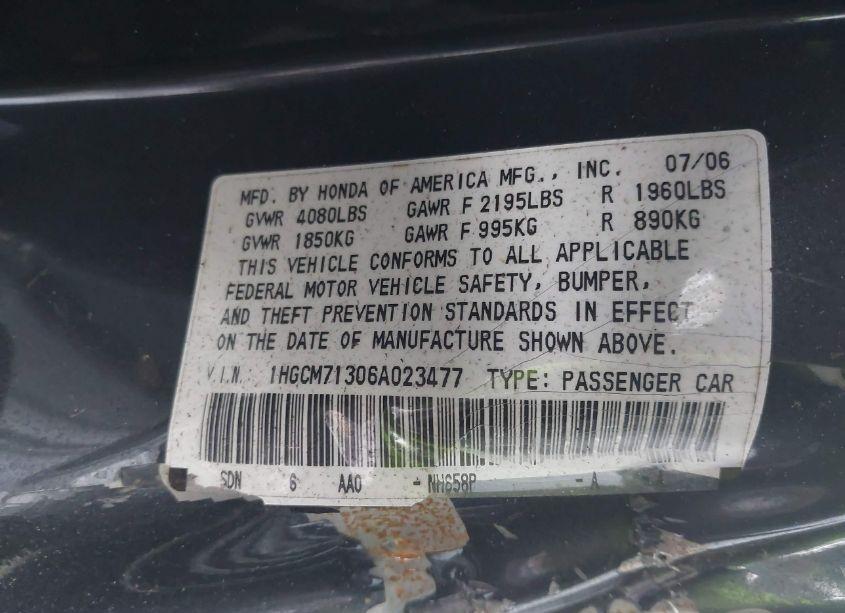 MFD. BY HONDA OF AMERICA MFG., INC. 07/06
GVWR 4080LBS GAWR F 2195LBS R 1960LBS
GVWR 1850KG GAWR F 995KG R 890KG
THIS VEHICLE CONFORMS TO ALL APPLICABLE
FEDERAL MOTOR VEHICLE SAFETY, BUMPER,
AND THEFT PREVENTION STANDARDS IN EFFECT
ON THE DATE OF MANUFACTURE SHOWN ABOVE.
V.I.N. 1HGCM71306A023477 TYPE: PASSENGER CAR
SDN 6 AA0 -NH658P -A